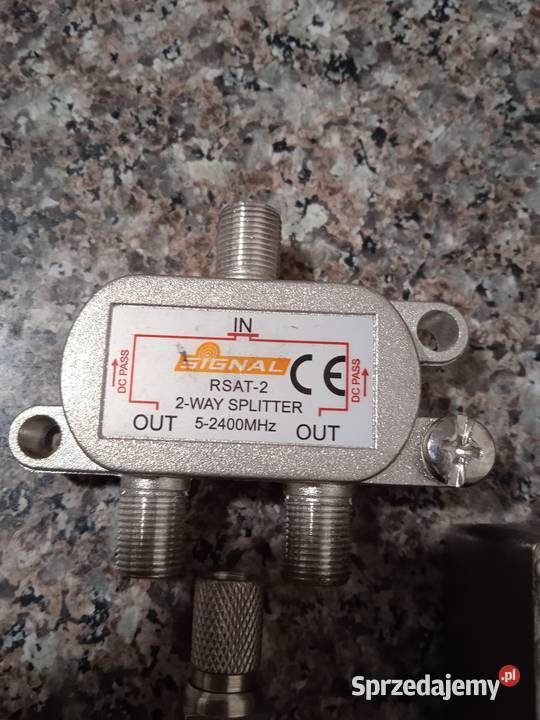 IN
SIGNAL
CE
RSAT-2
DC PASS
DC PASS
2-WAY SPLITTER
OUT
5-2400MHz
OUT
Sprzedajemy.pl